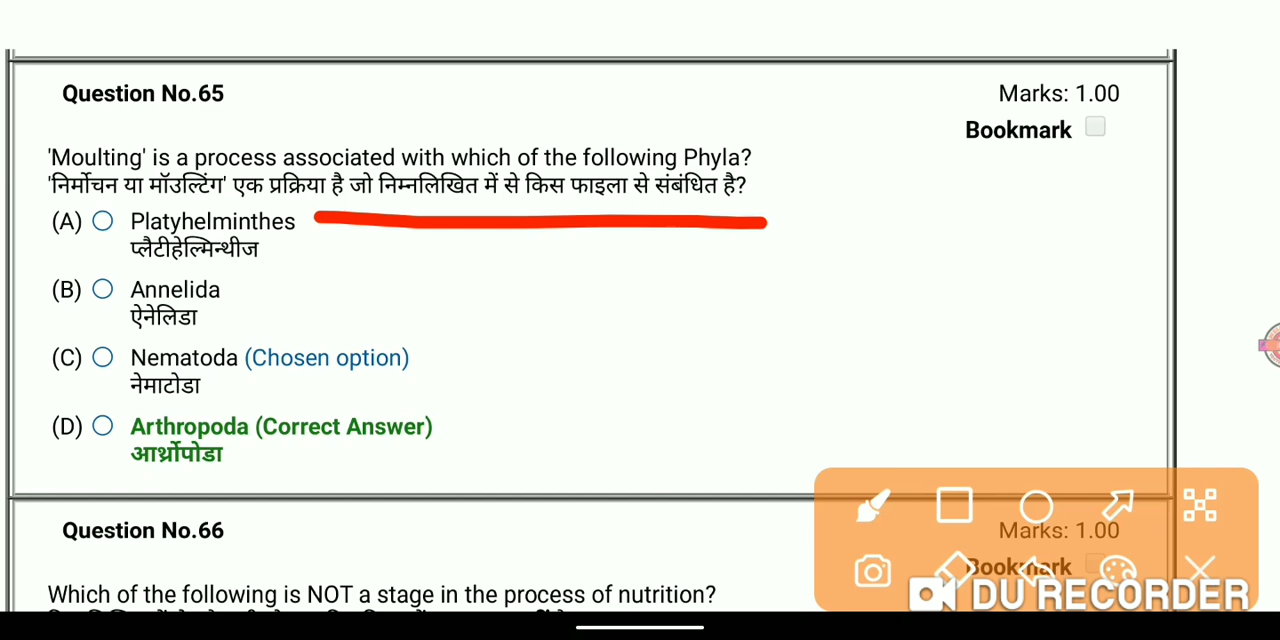 Question No.65
Marks: 1.00
Bookmark
'Moulting' is a process associated with which of the following Phyla?
'निर्मोचन या मॉउल्टिंग' एक प्रक्रिया है जो निम्नलिखित में से किस फाइला से संबंधित है?
(A) Platyhelminthes
प्लैटीहेल्मिन्थीज
(B) Annelida
ऐनेलिडा
(C) Nematoda (Chosen option)
नेमाटोडा
(D) Arthropoda (Correct Answer)
आर्थ्रोपोडा
Question No.66
Marks: 1.00
Bookmark
Which of the following is NOT a stage in the process of nutrition?
DU RECORDER